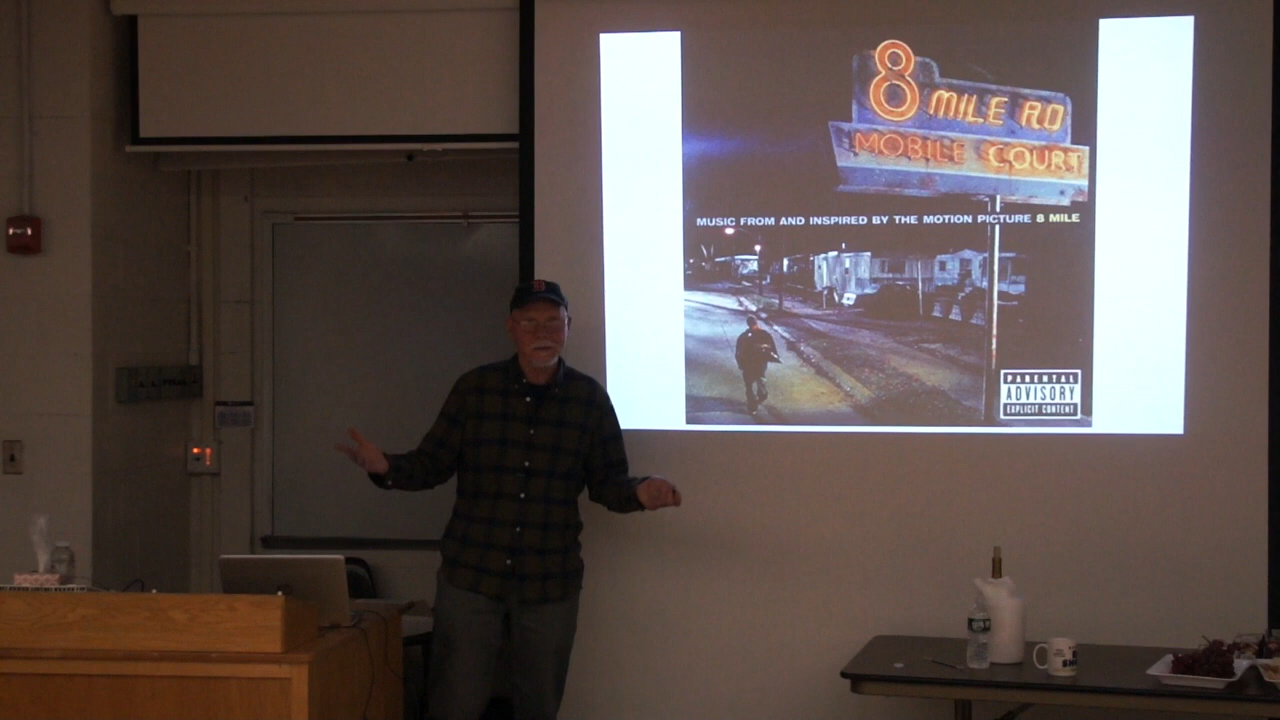 8 MILE RD
MOBILE COURT
MUSIC FROM AND INSPIRED BY THE MOTION PICTURE 8 MILE
PARENTAL
ADVISORY
EXPLICIT CONTENT
B